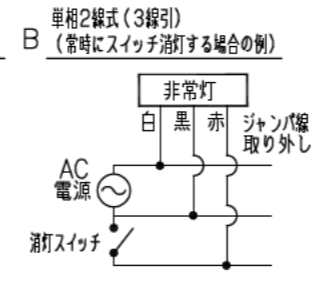 B 単相2線式(3線引)
(常時にスイッチ消灯する場合の例)
非常灯
白 黒 赤 ジャンパ線
取り外し
AC
電源
消灯スイッチ